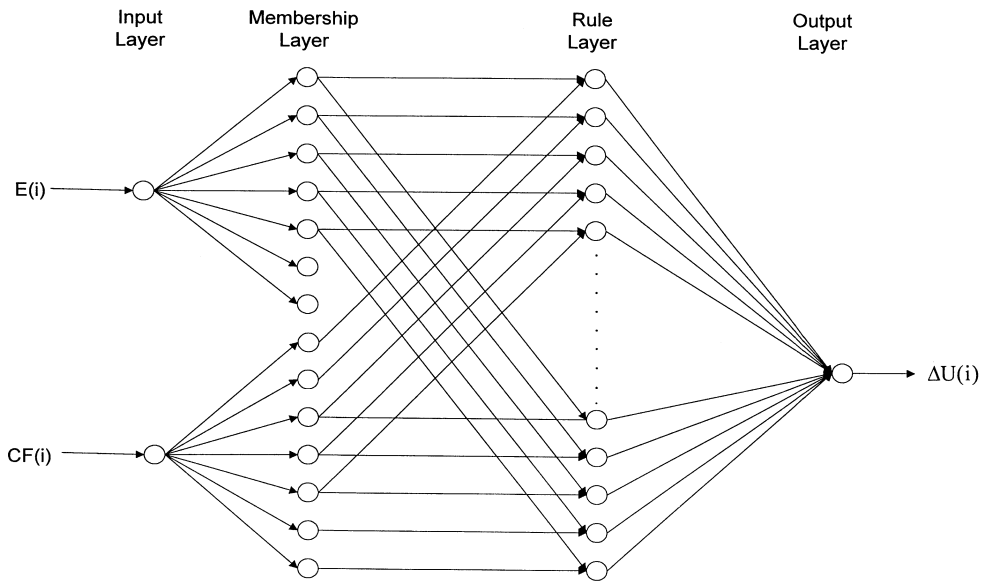 Input
Layer
Membership
Layer
Rule
Layer
Output
Layer
E(i)
CF(i)
ΔU(i)